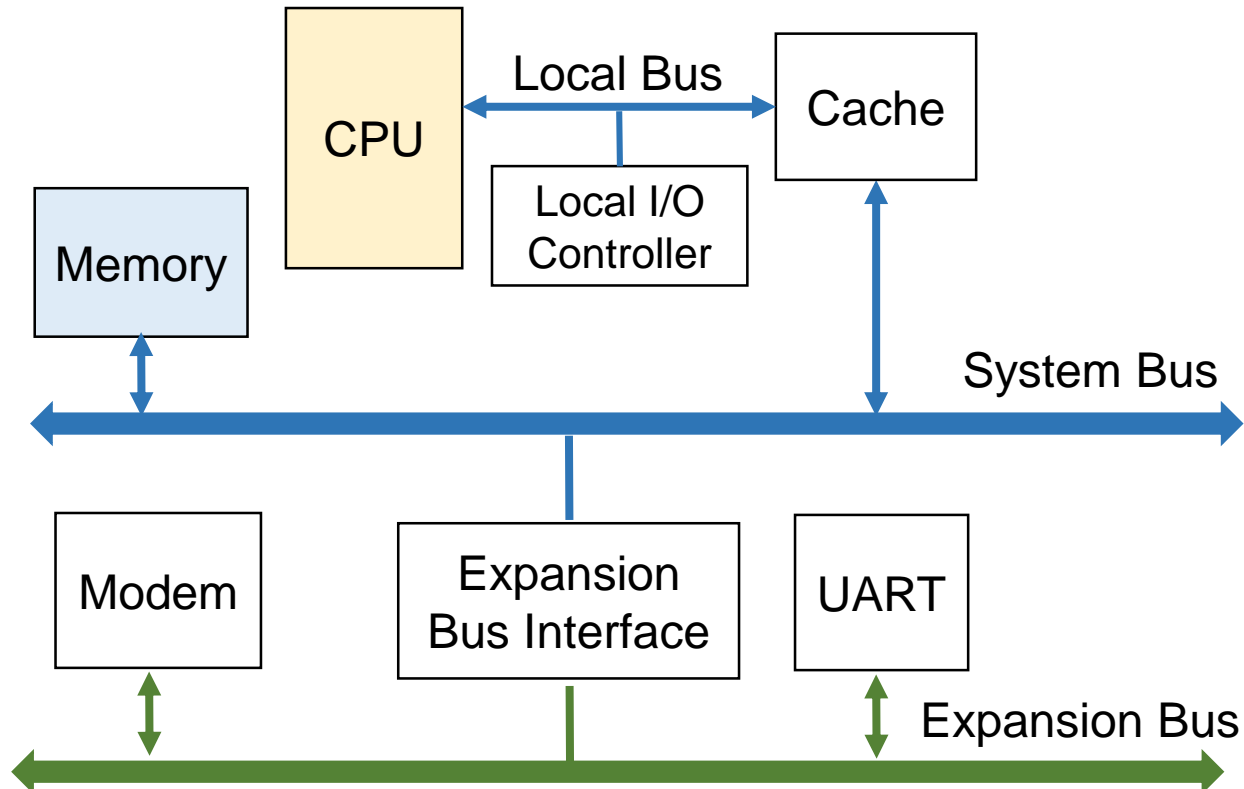 Local Bus
CPU
Cache
Local I/O
Controller
Memory
System Bus
Modem
Expansion
Bus Interface
UART
Expansion Bus